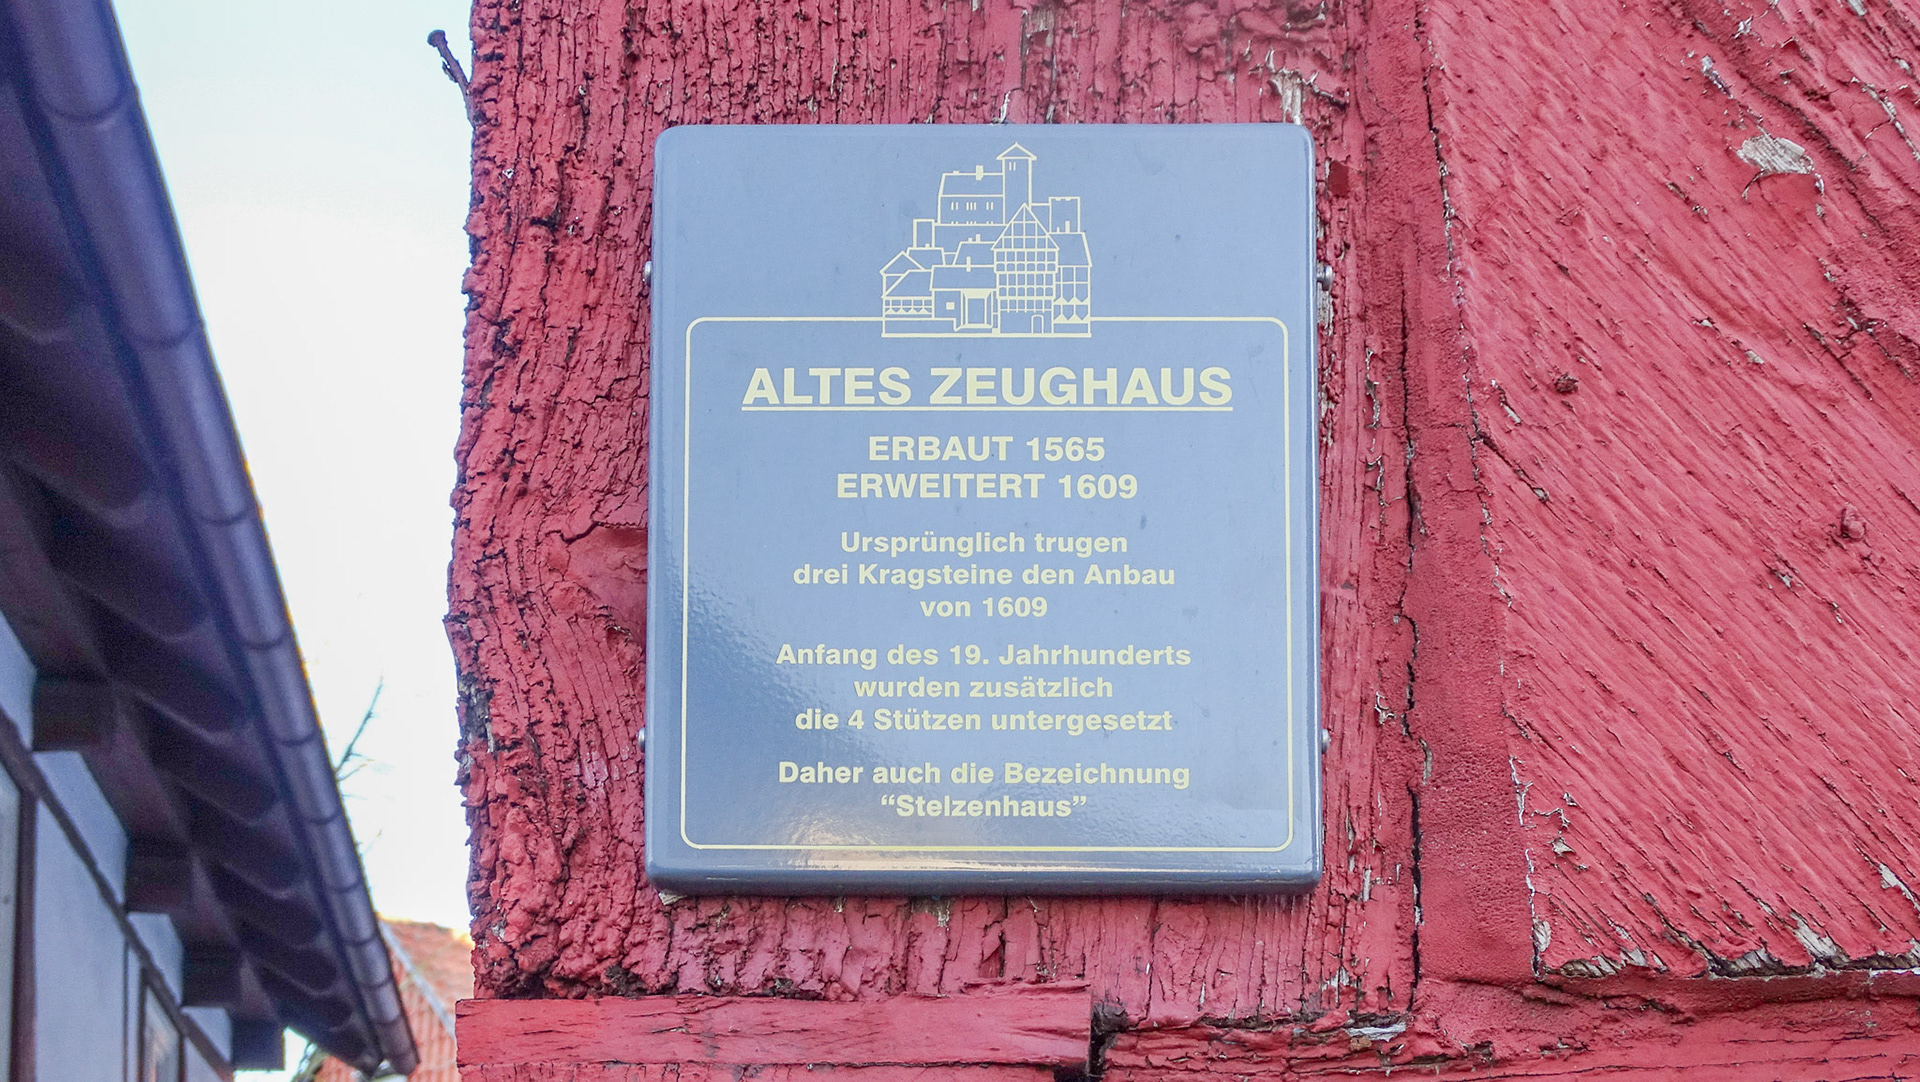 ALTES ZEUGHAUS
ERBAUT 1565
ERWEITERT 1609
Ursprünglich trugen
drei Kragsteine den Anbau
von 1609
Anfang des 19. Jahrhunderts
wurden zusätzlich
die 4 Stützen untergesetzt
Daher auch die Bezeichnung
“Stelzenhaus”